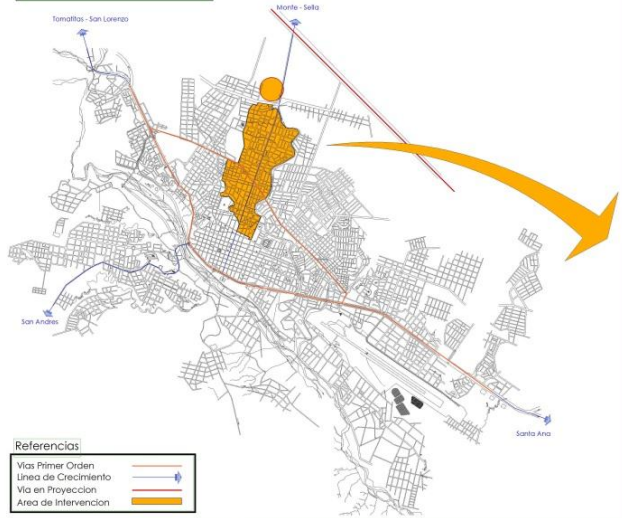 Tomatitas - San Lorenzo
Monte - Sella
San Andres
Santa Ana
Referencias
Vias Primer Orden
Linea de Crecimiento
Via en Proyeccion
Area de Intervencion